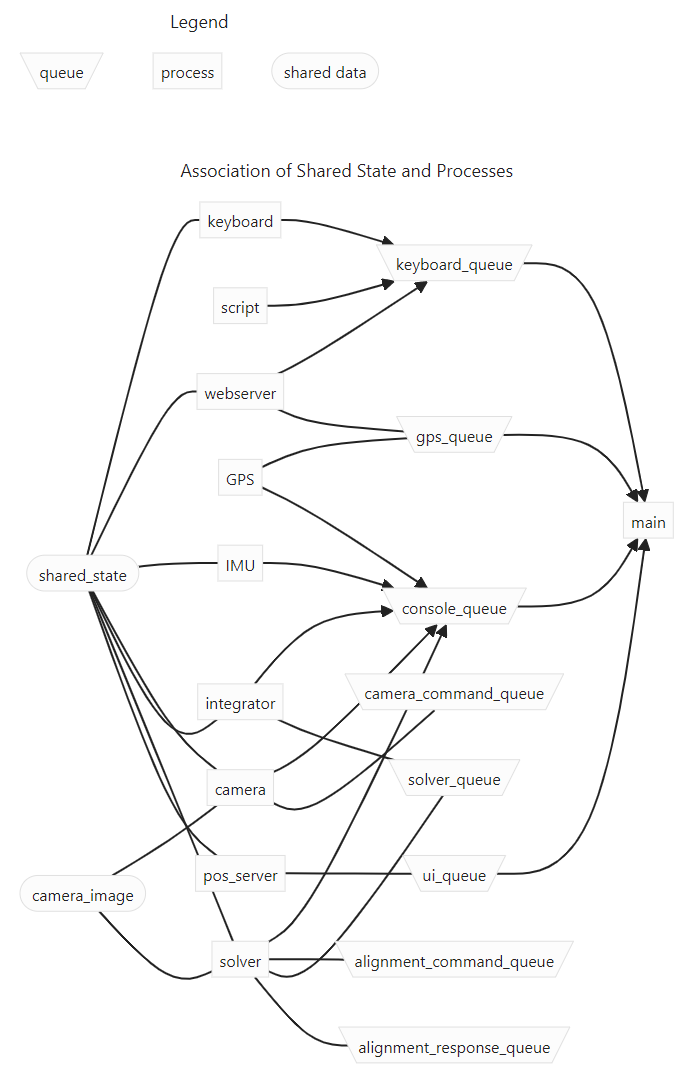 Legend
queue
process
shared data
Association of Shared State and Processes
keyboard
keyboard_queue
script
webserver
gps_queue
GPS
main
IMU
shared_state
console_queue
camera_command_queue
integrator
solver_queue
camera
pos_server
ui_queue
camera_image
solver
alignment_command_queue
alignment_response_queue